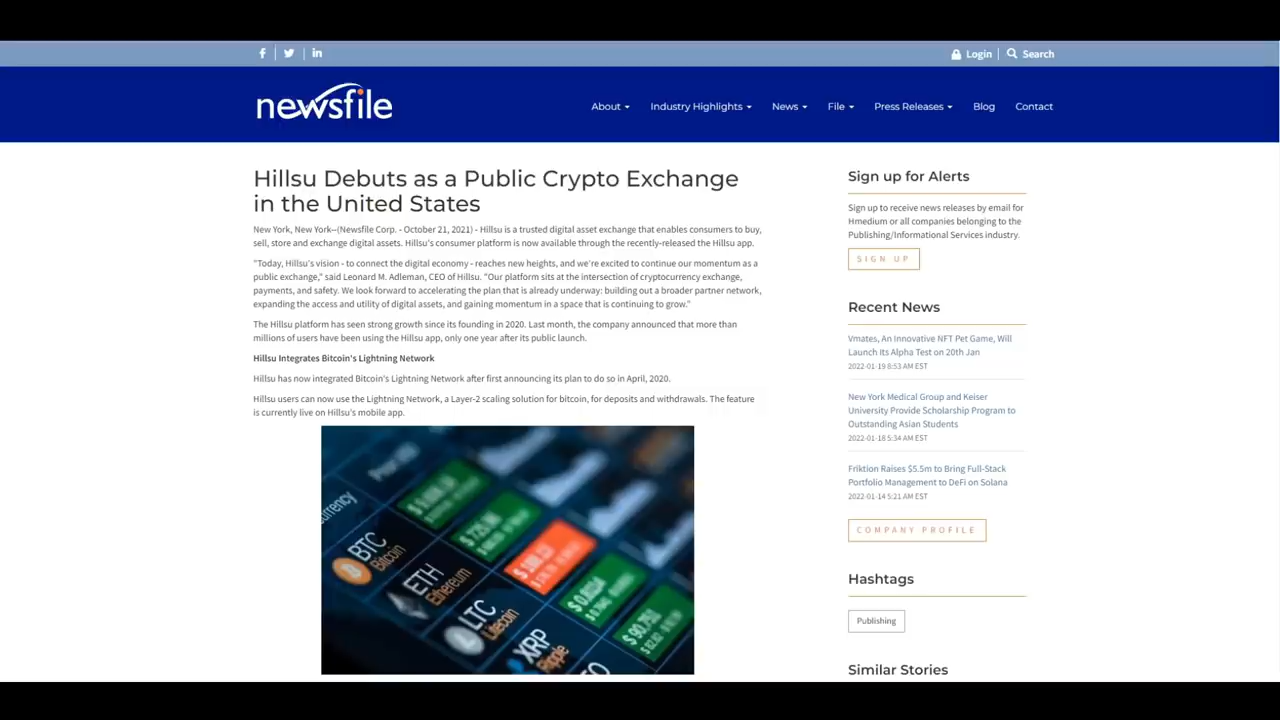 Login
Search
newsfile
About
Industry Highlights
News
File
Press Releases
Blog
Contact
Hillsu Debuts as a Public Crypto Exchange
in the United States
New York, New York--(Newsfile Corp. - October 21, 2021) - Hillsu is a trusted digital asset exchange that enables consumers to buy,
sell, store and exchange digital assets. Hillsu's consumer platform is now available through the recently-released the Hillsu app.
"Today, Hillsu's vision - to connect the digital economy - reaches new heights, and we're excited to continue our momentum as a
public exchange," said Leonard M. Adleman, CEO of Hillsu. "Our platform sits at the intersection of cryptocurrency exchange,
payments, and safety. We look forward to accelerating the plan that is already underway: building out a broader partner network,
expanding the access and utility of digital assets, and gaining momentum in a space that is continuing to grow."
The Hillsu platform has seen strong growth since its founding in 2020. Last month, the company announced that more than
millions of users have been using the Hillsu app, only one year after its public launch.
Hillsu Integrates Bitcoin's Lightning Network
Hillsu has now integrated Bitcoin's Lightning Network after first announcing its plan to do so in April, 2020.
Hillsu users can now use the Lightning Network, a Layer-2 scaling solution for bitcoin, for deposits and withdrawals. The feature
is currently live on Hillsu's mobile app.
BTC
Bitcoin
ETH
Ethereum
LTC
Litecoin
XRP
Ripple
Sign up for Alerts
Sign up to receive news releases by email for
Hmedium or all companies belonging to the
Publishing/Informational Services industry.
SIGN UP
Recent News
Vmates, An Innovative NFT Pet Game, Will
Launch Its Alpha Test on 20th Jan
2022-01-19 8:53 AM EST
New York Medical Group and Keiser
University Provide Scholarship Program to
Outstanding Asian Students
2022-01-18 5:34 AM EST
Friktion Raises $5.5m to Bring Full-Stack
Portfolio Management to DeFi on Solana
2022-01-14 5:21 AM EST
COMPANY PROFILE
Hashtags
Publishing
Similar Stories